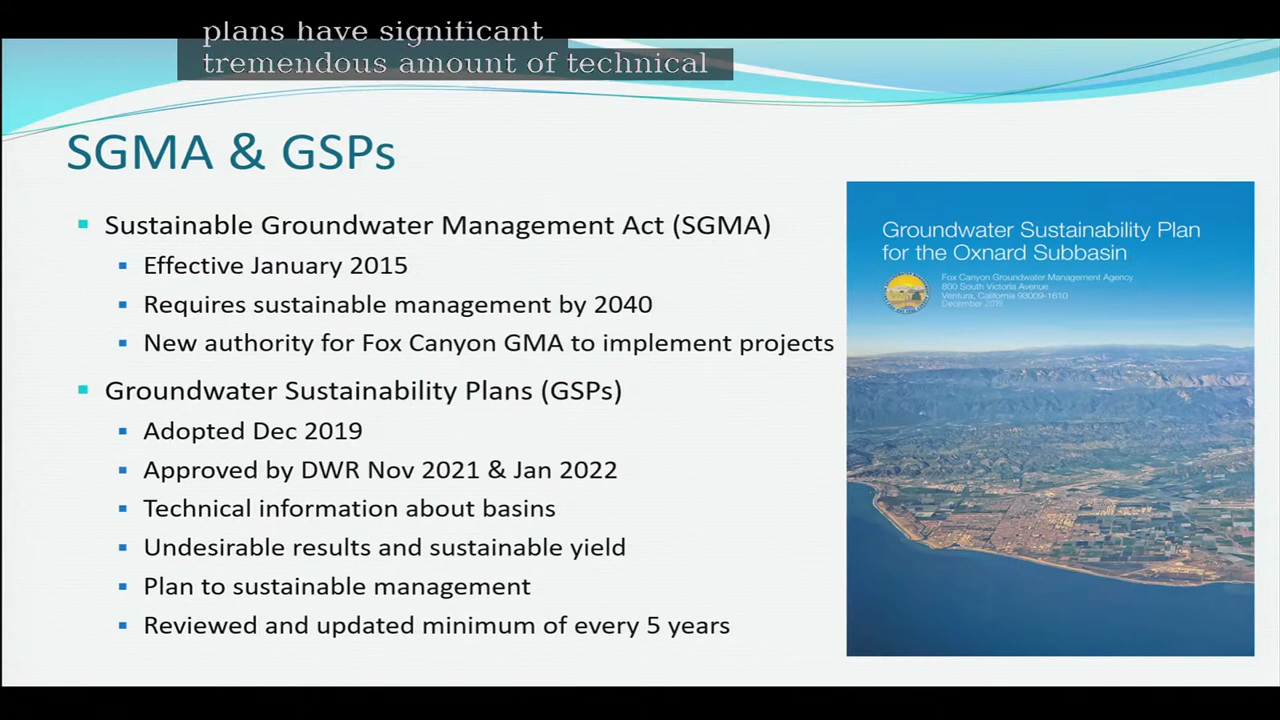 plans have significant
tremendous amount of technical
SGMA & GSPs
Sustainable Groundwater Management Act (SGMA)
Effective January 2015
Requires sustainable management by 2040
New authority for Fox Canyon GMA to implement projects
Groundwater Sustainability Plans (GSPs)
Adopted Dec 2019
Approved by DWR Nov 2021 & Jan 2022
Technical information about basins
Undesirable results and sustainable yield
Plan to sustainable management
Reviewed and updated minimum of every 5 years
Groundwater Sustainability Plan
for the Oxnard Subbasin
Fox Canyon Groundwater Management Agency
800 South Victoria Avenue
Ventura, California 93009-1610
December 2019